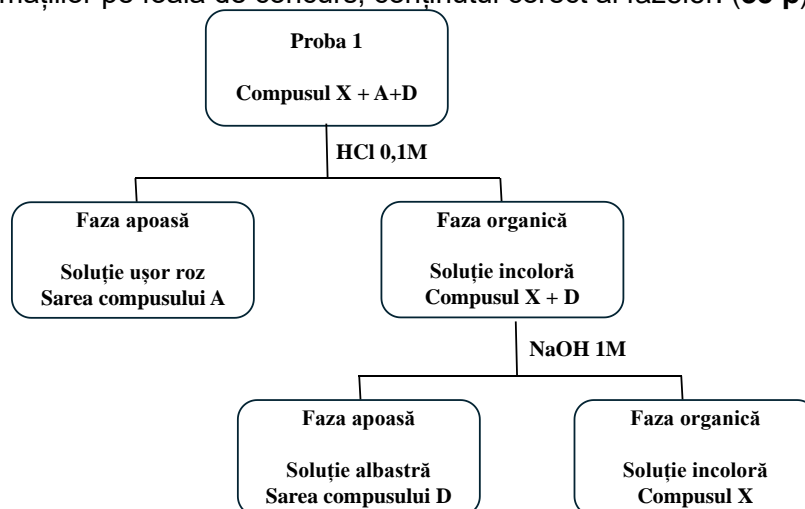 pe foaia de concurs, conținutul corect al fazelor. (
Proba 1
Compusul X + A+D
HCl 0,1M
Faza apoasă
Soluție ușor roz
Sarea compusului A
Faza organică
Soluție incoloră
Compusul X + D
NaOH 1M
Faza apoasă
Soluție albastră
Sarea compusului D
Faza organică
Soluție incoloră
Compusul X